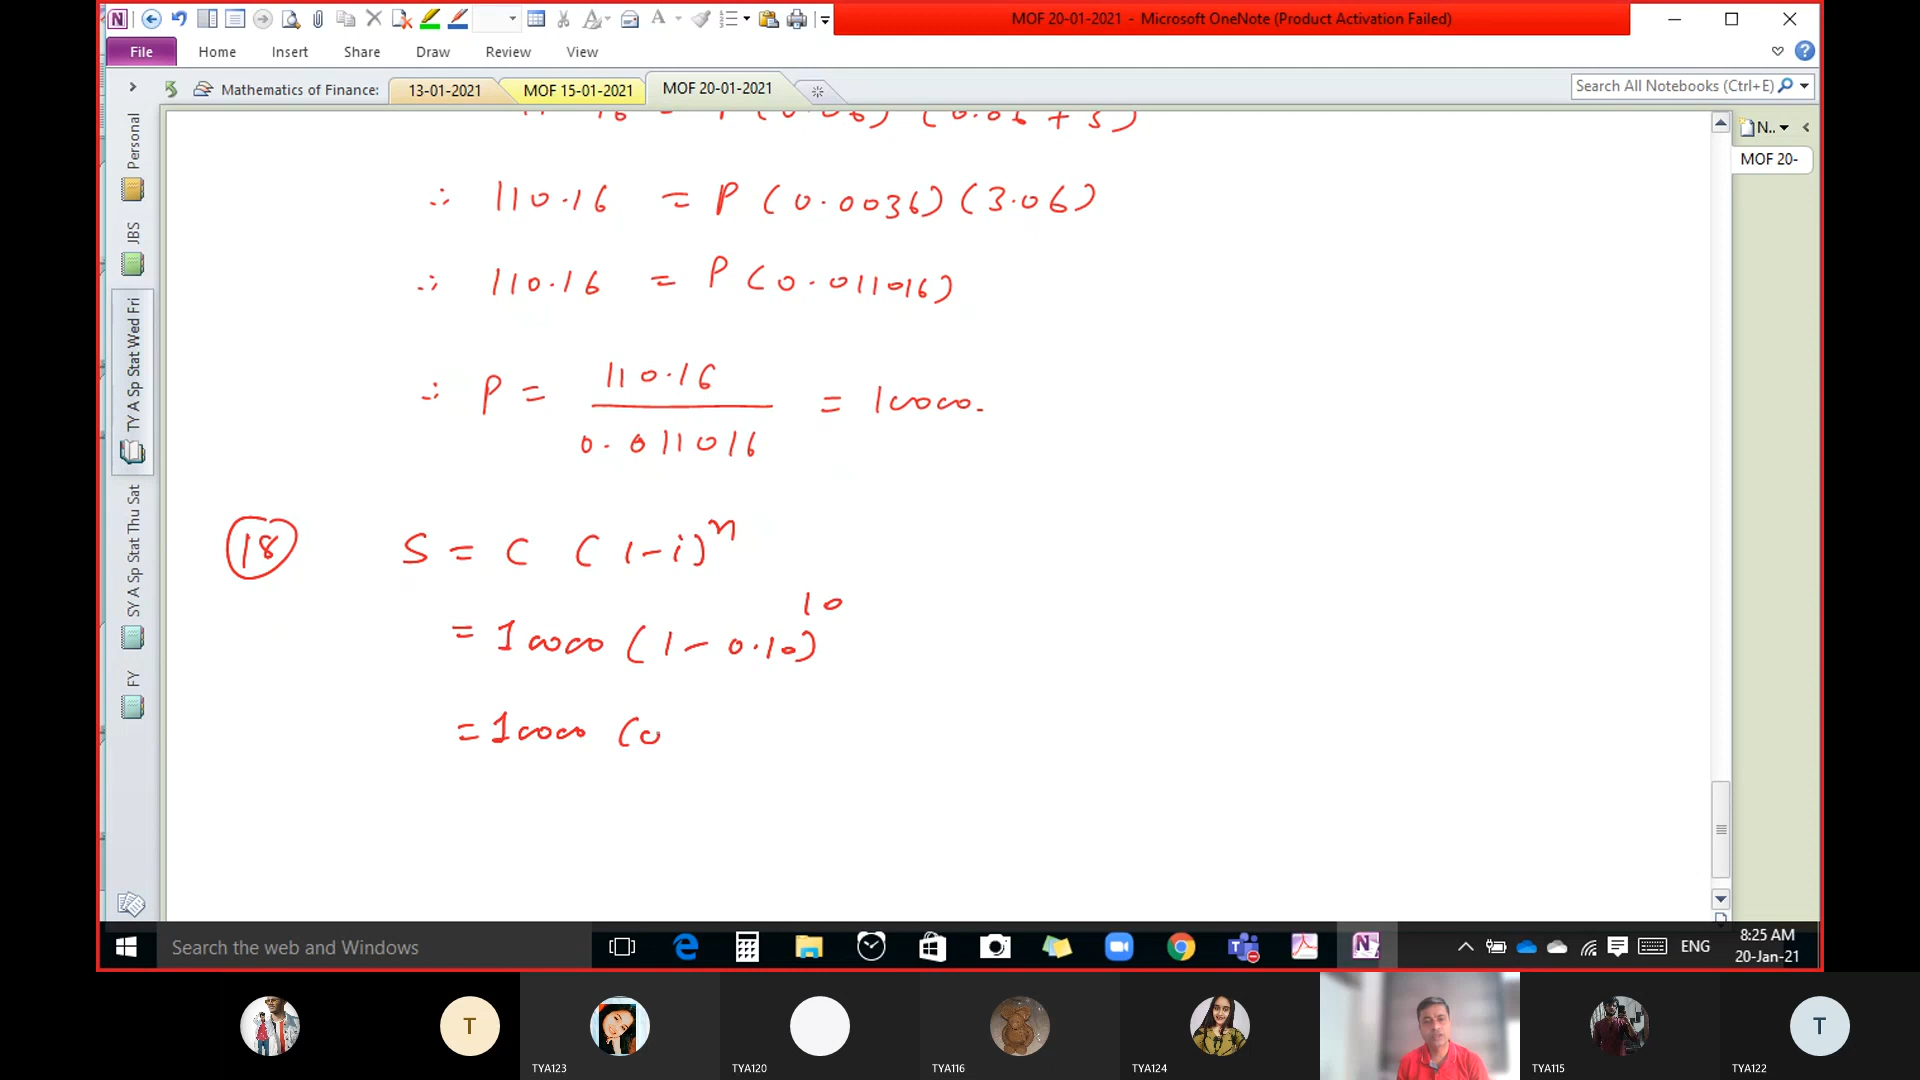 MOF 20-01-2021 - Microsoft OneNote (Product Activation Failed)
File Home Insert Share Draw Review View
Mathematics of Finance: 13-01-2021 MOF 15-01-2021 MOF 20-01-2021 Search All Notebooks (Ctrl+E)
N..
MOF 20-
Personal
JBS
TY A Sp Stat Wed Fri
SY A Sp Stat Thu Sat
FY
∴ 110.16 = P (0.0036) (3.06)
∴ 110.16 = P (0.011016)
∴ P = 110.16 / 0.011016 = 10000.
18 S = C (1-i)^n
= 10000 (1-0.10)^10
= 10000 (0
Search the web and Windows
ENG
8:25 AM
20-Jan-21
T
T
TYA123 TYA120 TYA116 TYA124 TYA115 TYA122